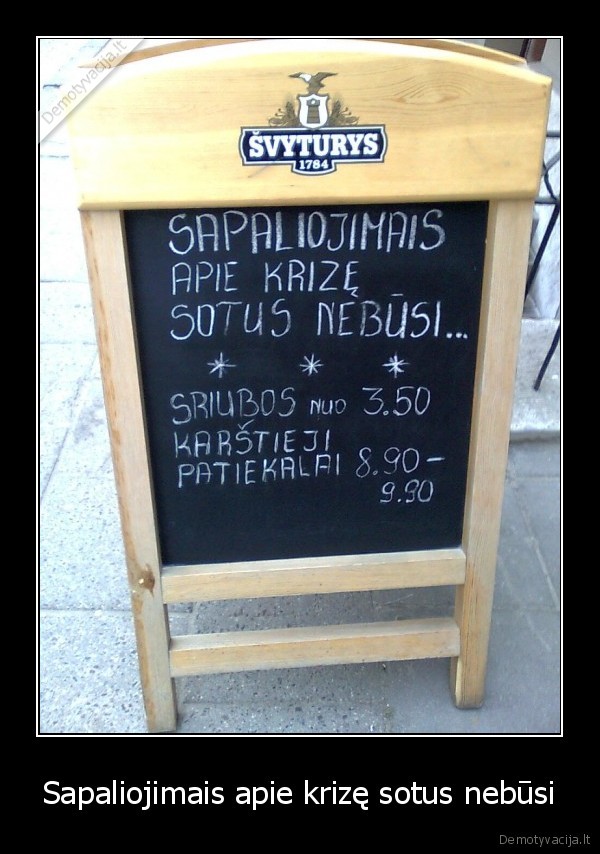 Demotyvacija.lt
ŠVYTURYS
1784
SAPALIOJIMAIS
APIE KRIZĘ
SOTUS NEBŪSI...
* * *
SRIUBOS NUO 3.50
KARŠTIEJI
PATIEKALAI 8.90-
9.90
Sapaliojimais apie krizę sotus nebūsi
Demotyvacija.lt